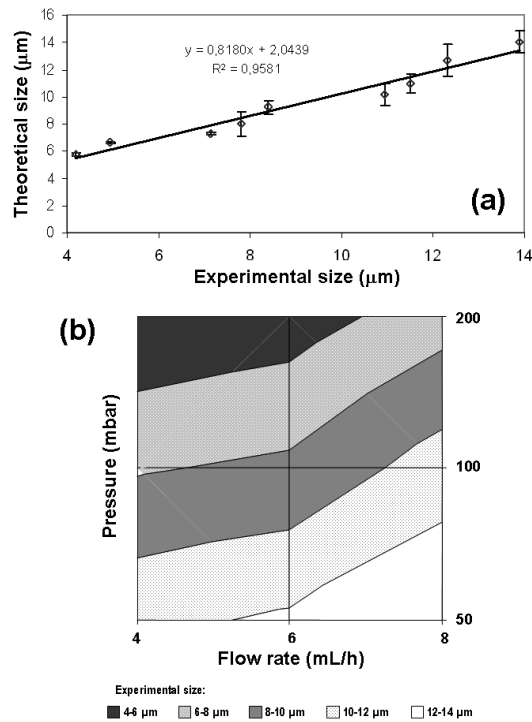 16
14
12
10
8
6
4
2
0
Theoretical size (μm)
y = 0,8180x + 2,0439
R² = 0,9581
(a)
4 6 8 10 12 14
Experimental size (μm)
(b)
200
100
50
Pressure (mbar)
4 6 8
Flow rate (mL/h)
Experimental size:
4-6 μm 6-8 μm 8-10 μm 10-12 μm 12-14 μm